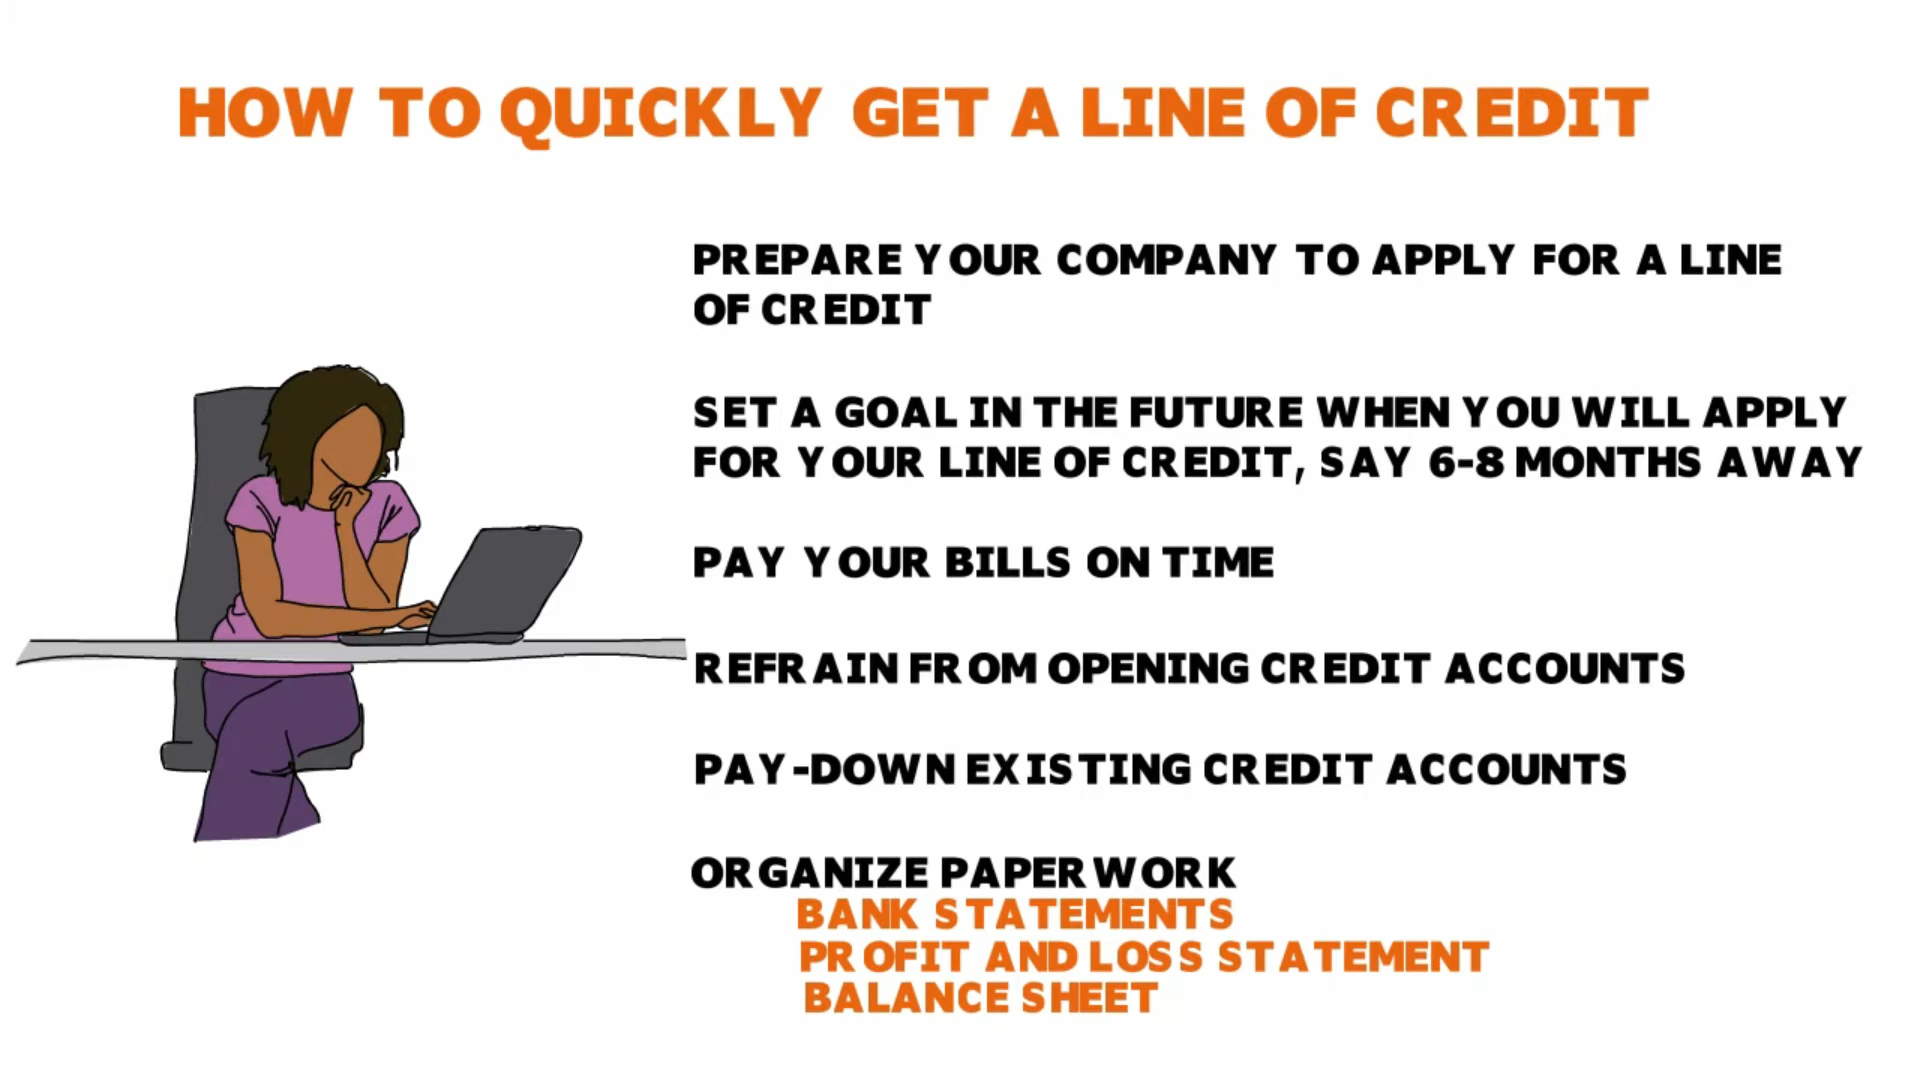 HOW TO QUICKLY GET A LINE OF CREDIT
PREPARE YOUR COMPANY TO APPLY FOR A LINE
OF CREDIT
SET A GOAL IN THE FUTURE WHEN YOU WILL APPLY
FOR YOUR LINE OF CREDIT, SAY 6-8 MONTHS AWAY
PAY YOUR BILLS ON TIME
REFRAIN FROM OPENING CREDIT ACCOUNTS
PAY-DOWN EXISTING CREDIT ACCOUNTS
ORGANIZE PAPERWORK
BANK STATEMENTS
PROFIT AND LOSS STATEMENT
BALANCE SHEET